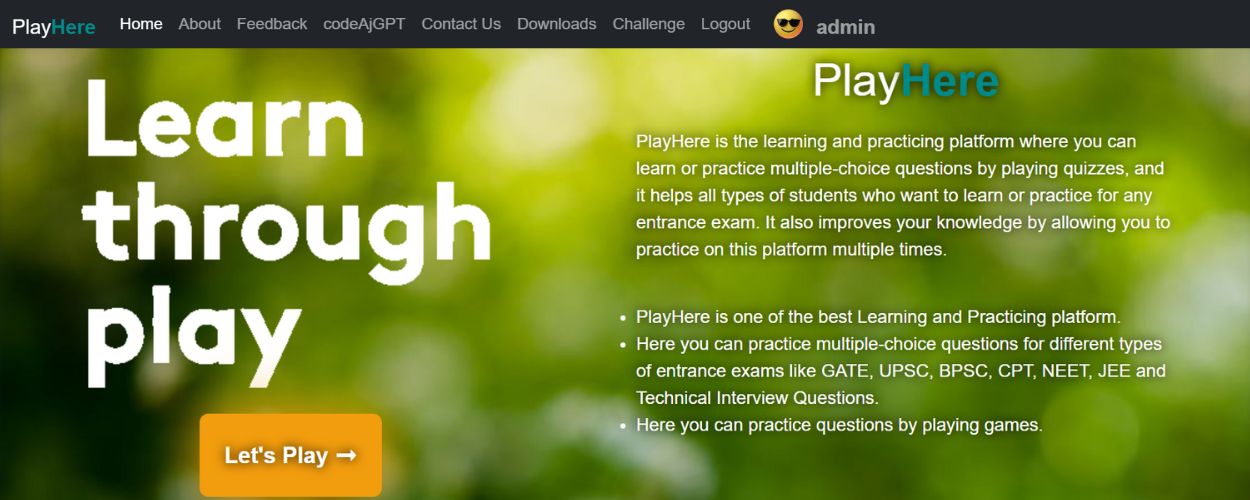 PlayHere Home About Feedback codeAjGPT Contact Us Downloads Challenge Logout admin
Learn
through
play
Let's Play →
PlayHere
PlayHere is the learning and practicing platform where you can
learn or practice multiple-choice questions by playing quizzes, and
it helps all types of students who want to learn or practice for any
entrance exam. It also improves your knowledge by allowing you to
practice on this platform multiple times.
• PlayHere is one of the best Learning and Practicing platform.
• Here you can practice multiple-choice questions for different types
of entrance exams like GATE, UPSC, BPSC, CPT, NEET, JEE and
Technical Interview Questions.
• Here you can practice questions by playing games.